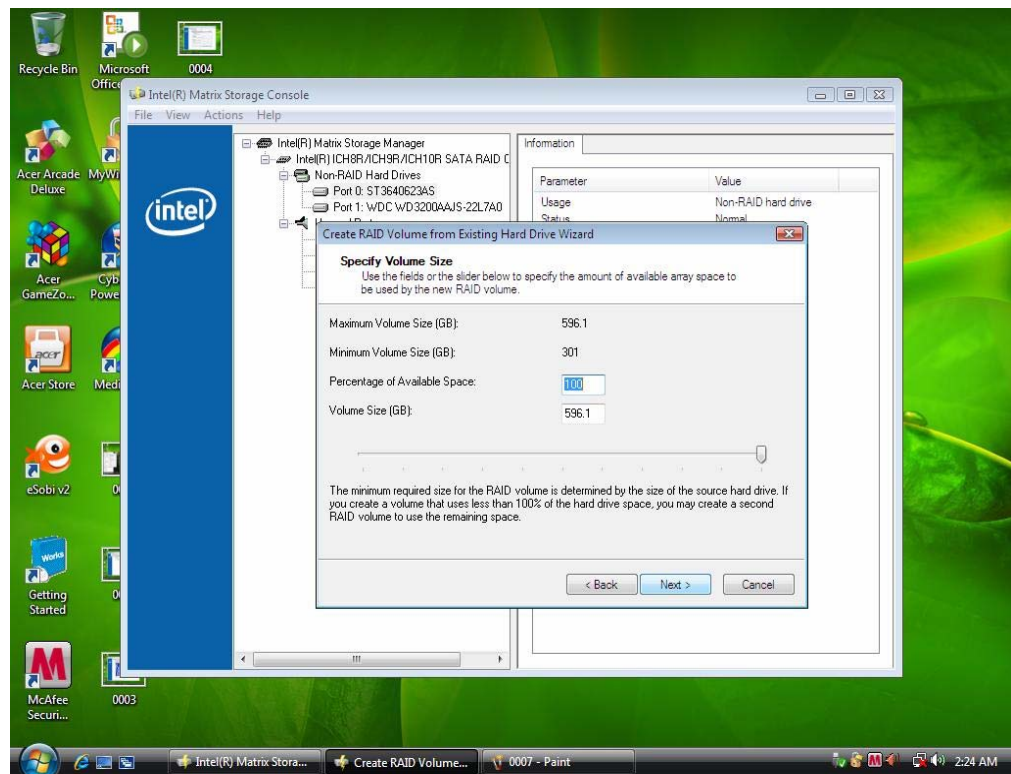 Recycle Bin
Microsoft
Office
0004
Intel(R) Matrix Storage Console
File View Actions Help
Intel(R) Matrix Storage Manager
Intel(R) ICH8R/ICH9R/ICH10R SATA RAID C
Non-RAID Hard Drives
Port 0: ST3640623AS
Port 1: WDC WD3200AAJS-22L7A0
Information
Parameter Value
Usage Non-RAID hard drive
Status Normal
intel
Create RAID Volume from Existing Hard Drive Wizard
Specify Volume Size
Use the fields or the slider below to specify the amount of available array space to
be used by the new RAID volume.
Maximum Volume Size (GB): 596.1
Minimum Volume Size (GB): 301
Percentage of Available Space: 100
Volume Size (GB): 596.1
The minimum required size for the RAID volume is determined by the size of the source hard drive. If
you create a volume that uses less than 100% of the hard drive space, you may create a second
RAID volume to use the remaining space.
< Back Next > Cancel
Acer Arcade
Deluxe
MyWi
Acer
GameZo...
Cyb
Powe
acer
Acer Store
Medi
eSobi v2
Works
Getting
Started
McAfee
Securi...
0003
Intel(R) Matrix Stora...
Create RAID Volume...
0007 - Paint
2:24 AM